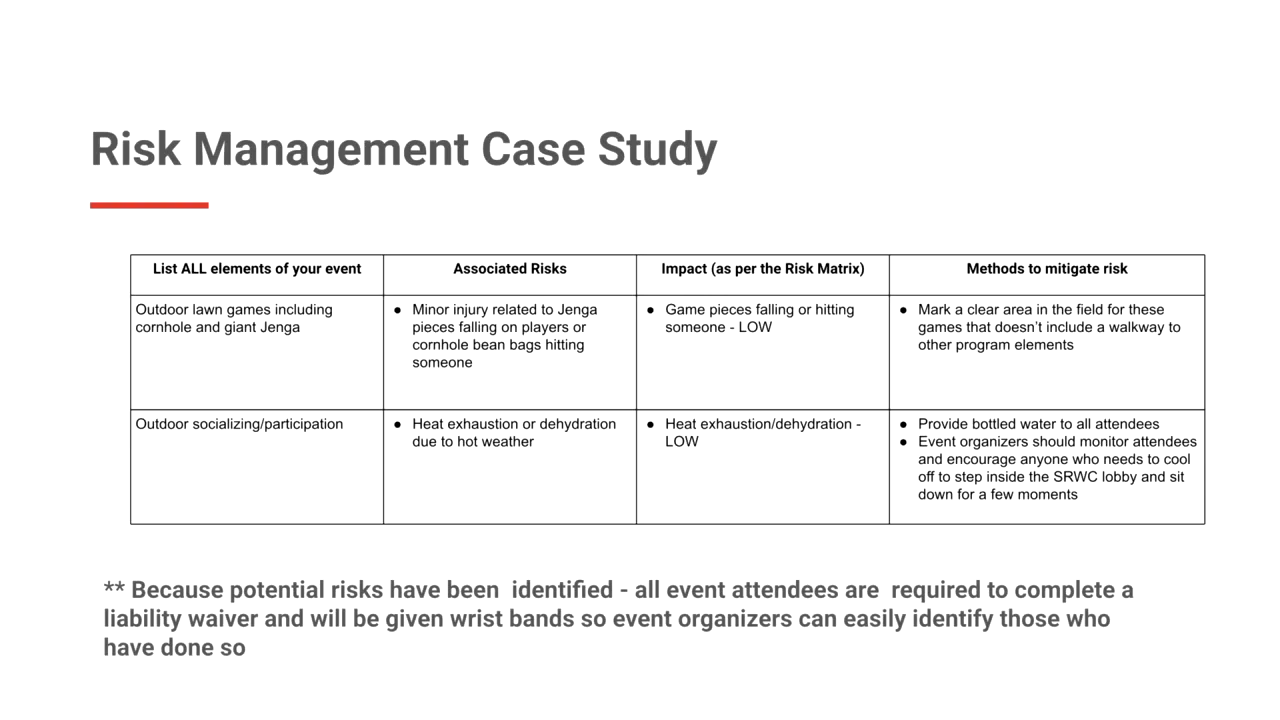 Risk Management Case Study
List ALL elements of your event
Associated Risks
Impact (as per the Risk Matrix)
Methods to mitigate risk
Outdoor lawn games including
cornhole and giant Jenga
● Minor injury related to Jenga
pieces falling on players or
cornhole bean bags hitting
someone
● Game pieces falling or hitting
someone - LOW
● Mark a clear area in the field for these
games that doesn’t include a walkway to
other program elements
Outdoor socializing/participation
● Heat exhaustion or dehydration
due to hot weather
● Heat exhaustion/dehydration -
LOW
● Provide bottled water to all attendees
● Event organizers should monitor attendees
and encourage anyone who needs to cool
off to step inside the SRWC lobby and sit
down for a few moments
** Because potential risks have been  identified - all event attendees are  required to complete a
liability waiver and will be given wrist bands so event organizers can easily identify those who
have done so